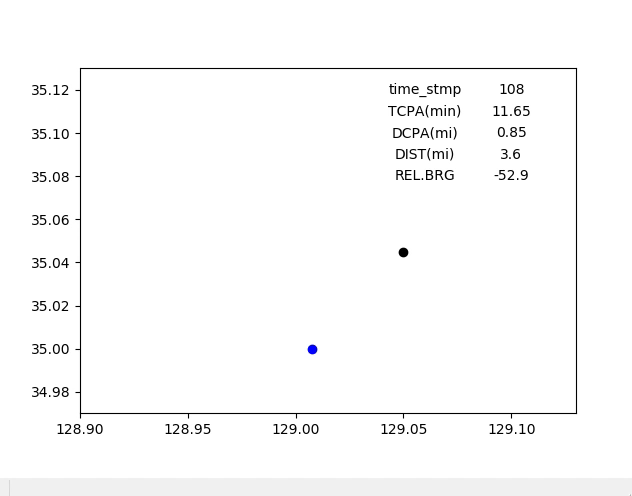 time_stmp 108
TCPA(min) 11.65
DCPA(mi) 0.85
DIST(mi) 3.6
REL.BRG -52.9
35.12
35.10
35.08
35.06
35.04
35.02
35.00
34.98
128.90 128.95 129.00 129.05 129.10